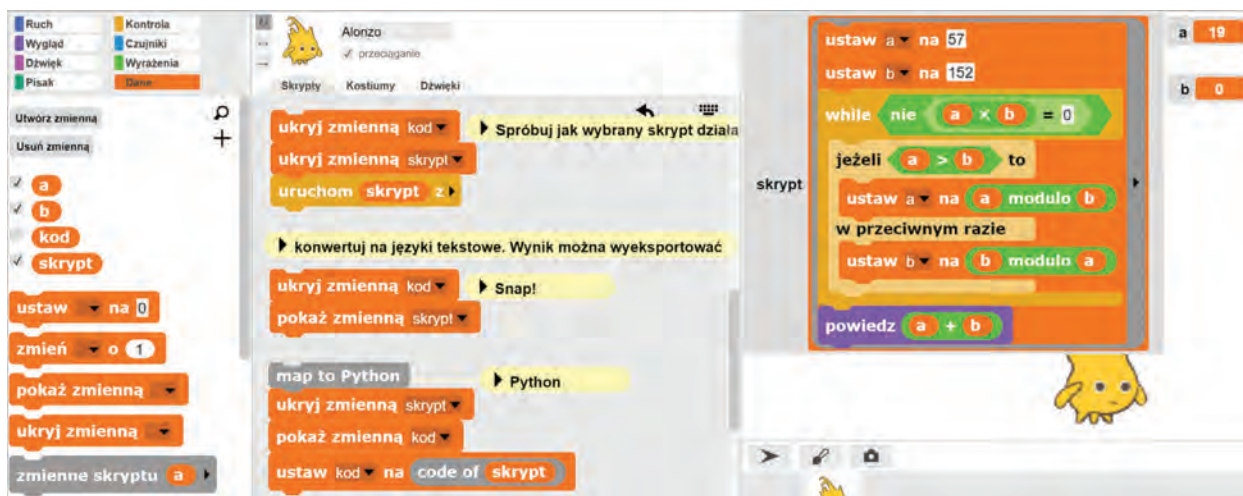 Ruch
Kontrola
Wygląd
Czujniki
Dźwięk
Wyrażenia
Pisak
Dane
Utwórz zmienną
Usuń zmienną
a
b
kod
skrypt
ustaw na 0
zmień o 1
pokaż zmienną
ukryj zmienną
zmienne skryptu a
Alonzo
przeciąganie
Skrypty Kostiumy Dźwięki
ukryj zmienną kod
Spróbuj jak wybrany skrypt działa
ukryj zmienną skrypt
uruchom skrypt z
konwertuj na języki tekstowe. Wynik można wyeksportować
ukryj zmienną kod
Snap!
pokaż zmienną skrypt
map to Python
Python
ukryj zmienną skrypt
pokaż zmienną kod
ustaw kod na code of skrypt
skrypt
ustaw a na 57
ustaw b na 152
while nie a × b = 0
jeżeli a > b to
ustaw a na a modulo b
w przeciwnym razie
ustaw b na b modulo a
powiedz a + b
a 19
b 0